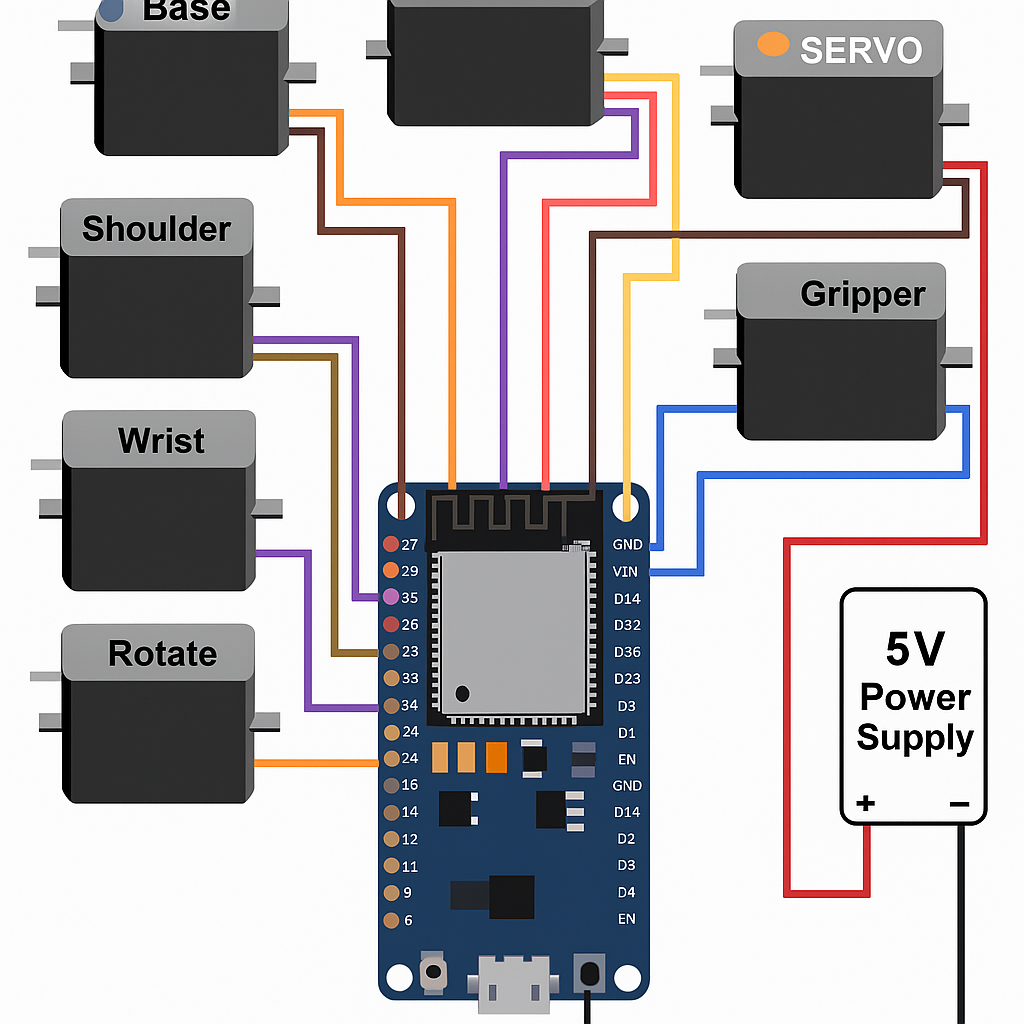 Base
SERVO
Shoulder
Gripper
Wrist
Rotate
27
29
35
26
23
33
34
24
24
16
14
12
11
9
6
GND
VIN
D14
D32
D36
D23
D3
D1
EN
GND
D14
D2
D3
D4
EN
5V
Power
Supply
+ −